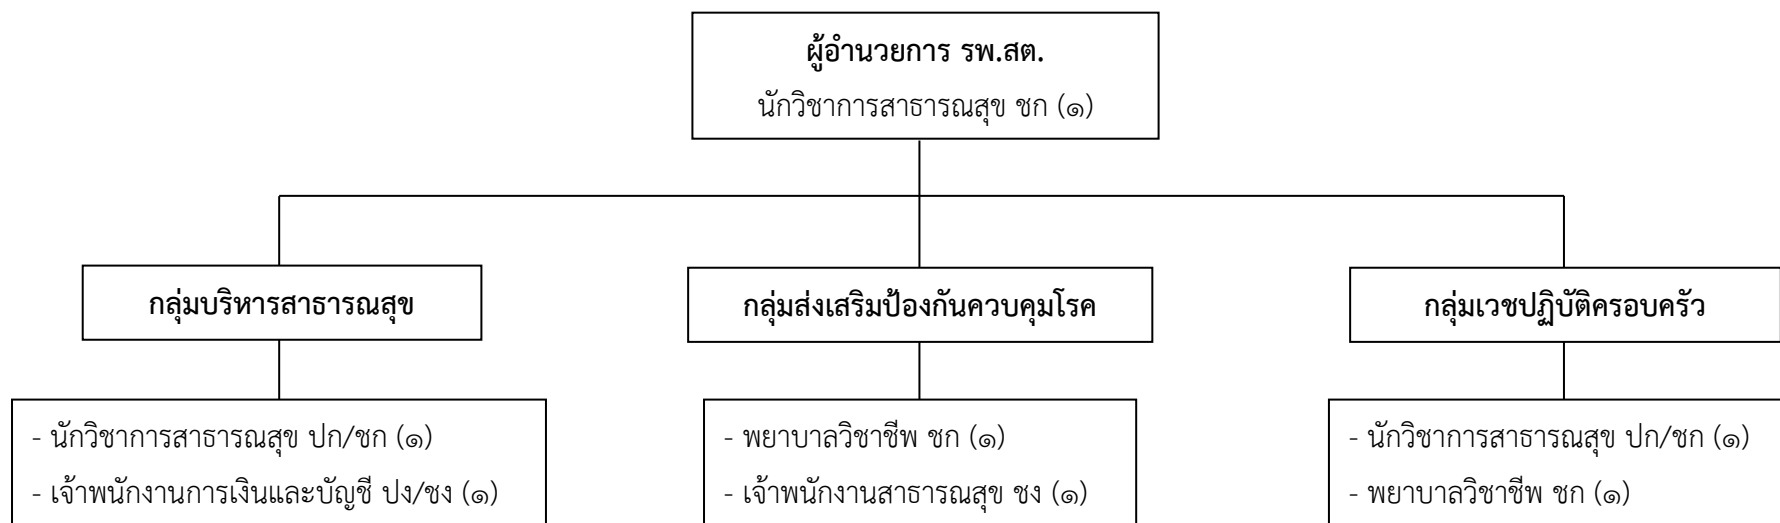 ผู้อำนวยการ รพ.สต.
นักวิชาการสาธารณสุข ชก (๑)
กลุ่มบริหารสาธารณสุข
- นักวิชาการสาธารณสุข ปก/ชก (๑)
- เจ้าพนักงานการเงินและบัญชี ปง/ชง (๑)
กลุ่มส่งเสริมป้องกันควบคุมโรค
- พยาบาลวิชาชีพ ชก (๑)
- เจ้าพนักงานสาธารณสุข ชง (๑)
กลุ่มเวชปฏิบัติครอบครัว
- นักวิชาการสาธารณสุข ปก/ชก (๑)
- พยาบาลวิชาชีพ ชก (๑)